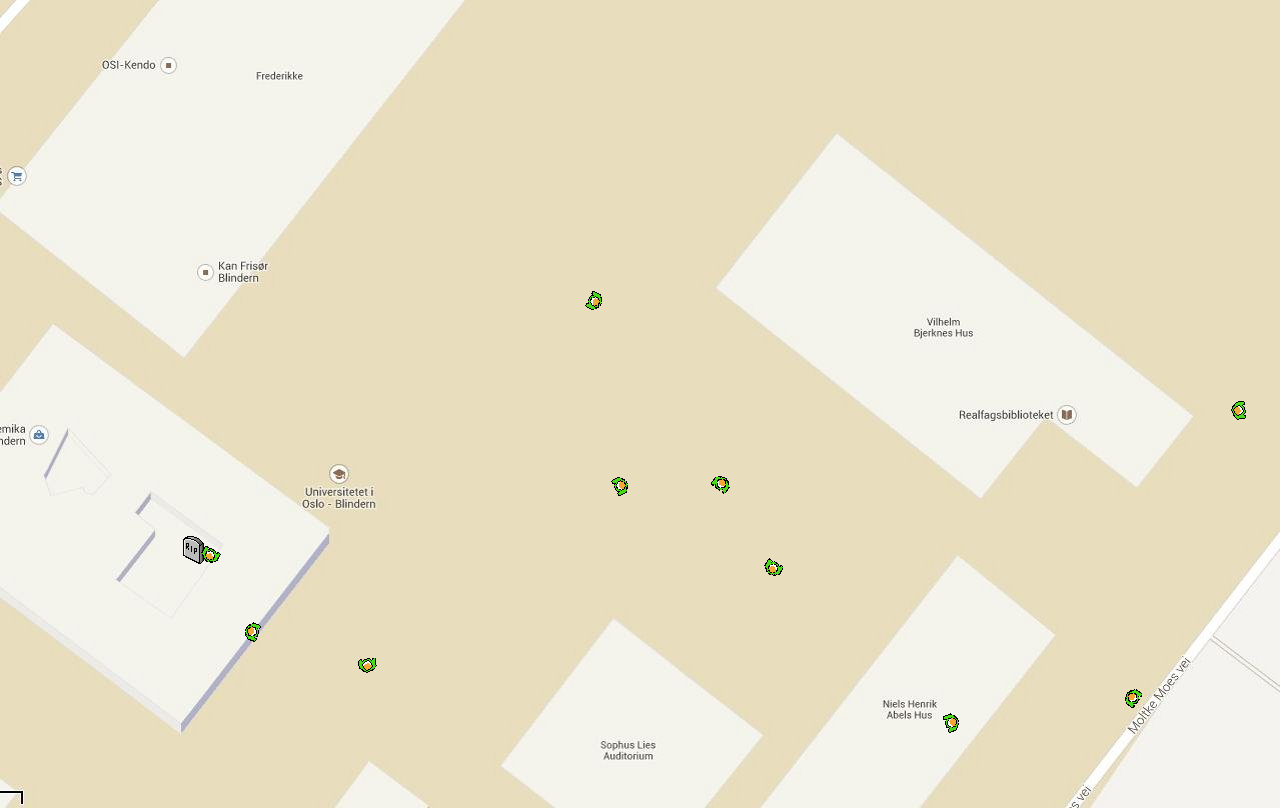 OSI-Kendo
Frederikke
Kan Frisør
Blindern
Vilhelm
Bjerknes Hus
Realfagsbiblioteket
Universitetet i
Oslo - Blindern
Rip
Niels Henrik
Abels Hus
Sophus Lies
Auditorium
Moltke Moes vei